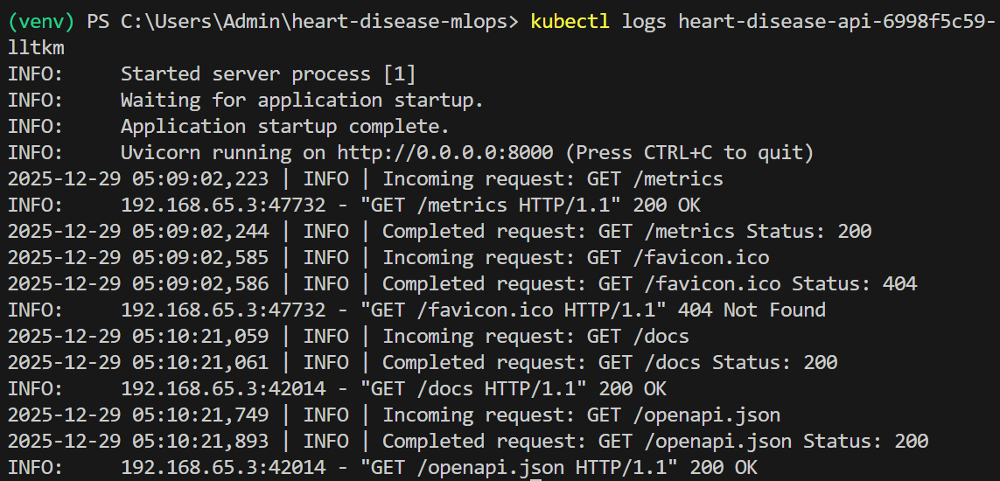 (venv) PS C:\Users\Admin\heart-disease-mlops> kubectl logs heart-disease-api-6998f5c59-
lltkm
INFO:     Started server process [1]
INFO:     Waiting for application startup.
INFO:     Application startup complete.
INFO:     Uvicorn running on http://0.0.0.0:8000 (Press CTRL+C to quit)
2025-12-29 05:09:02,223 | INFO | Incoming request: GET /metrics
INFO:     192.168.65.3:47732 - "GET /metrics HTTP/1.1" 200 OK
2025-12-29 05:09:02,244 | INFO | Completed request: GET /metrics Status: 200
2025-12-29 05:09:02,585 | INFO | Incoming request: GET /favicon.ico
2025-12-29 05:09:02,586 | INFO | Completed request: GET /favicon.ico Status: 404
INFO:     192.168.65.3:47732 - "GET /favicon.ico HTTP/1.1" 404 Not Found
2025-12-29 05:10:21,059 | INFO | Incoming request: GET /docs
2025-12-29 05:10:21,061 | INFO | Completed request: GET /docs Status: 200
INFO:     192.168.65.3:42014 - "GET /docs HTTP/1.1" 200 OK
2025-12-29 05:10:21,749 | INFO | Incoming request: GET /openapi.json
2025-12-29 05:10:21,893 | INFO | Completed request: GET /openapi.json Status: 200
INFO:     192.168.65.3:42014 - "GET /openapi.json HTTP/1.1" 200 OK